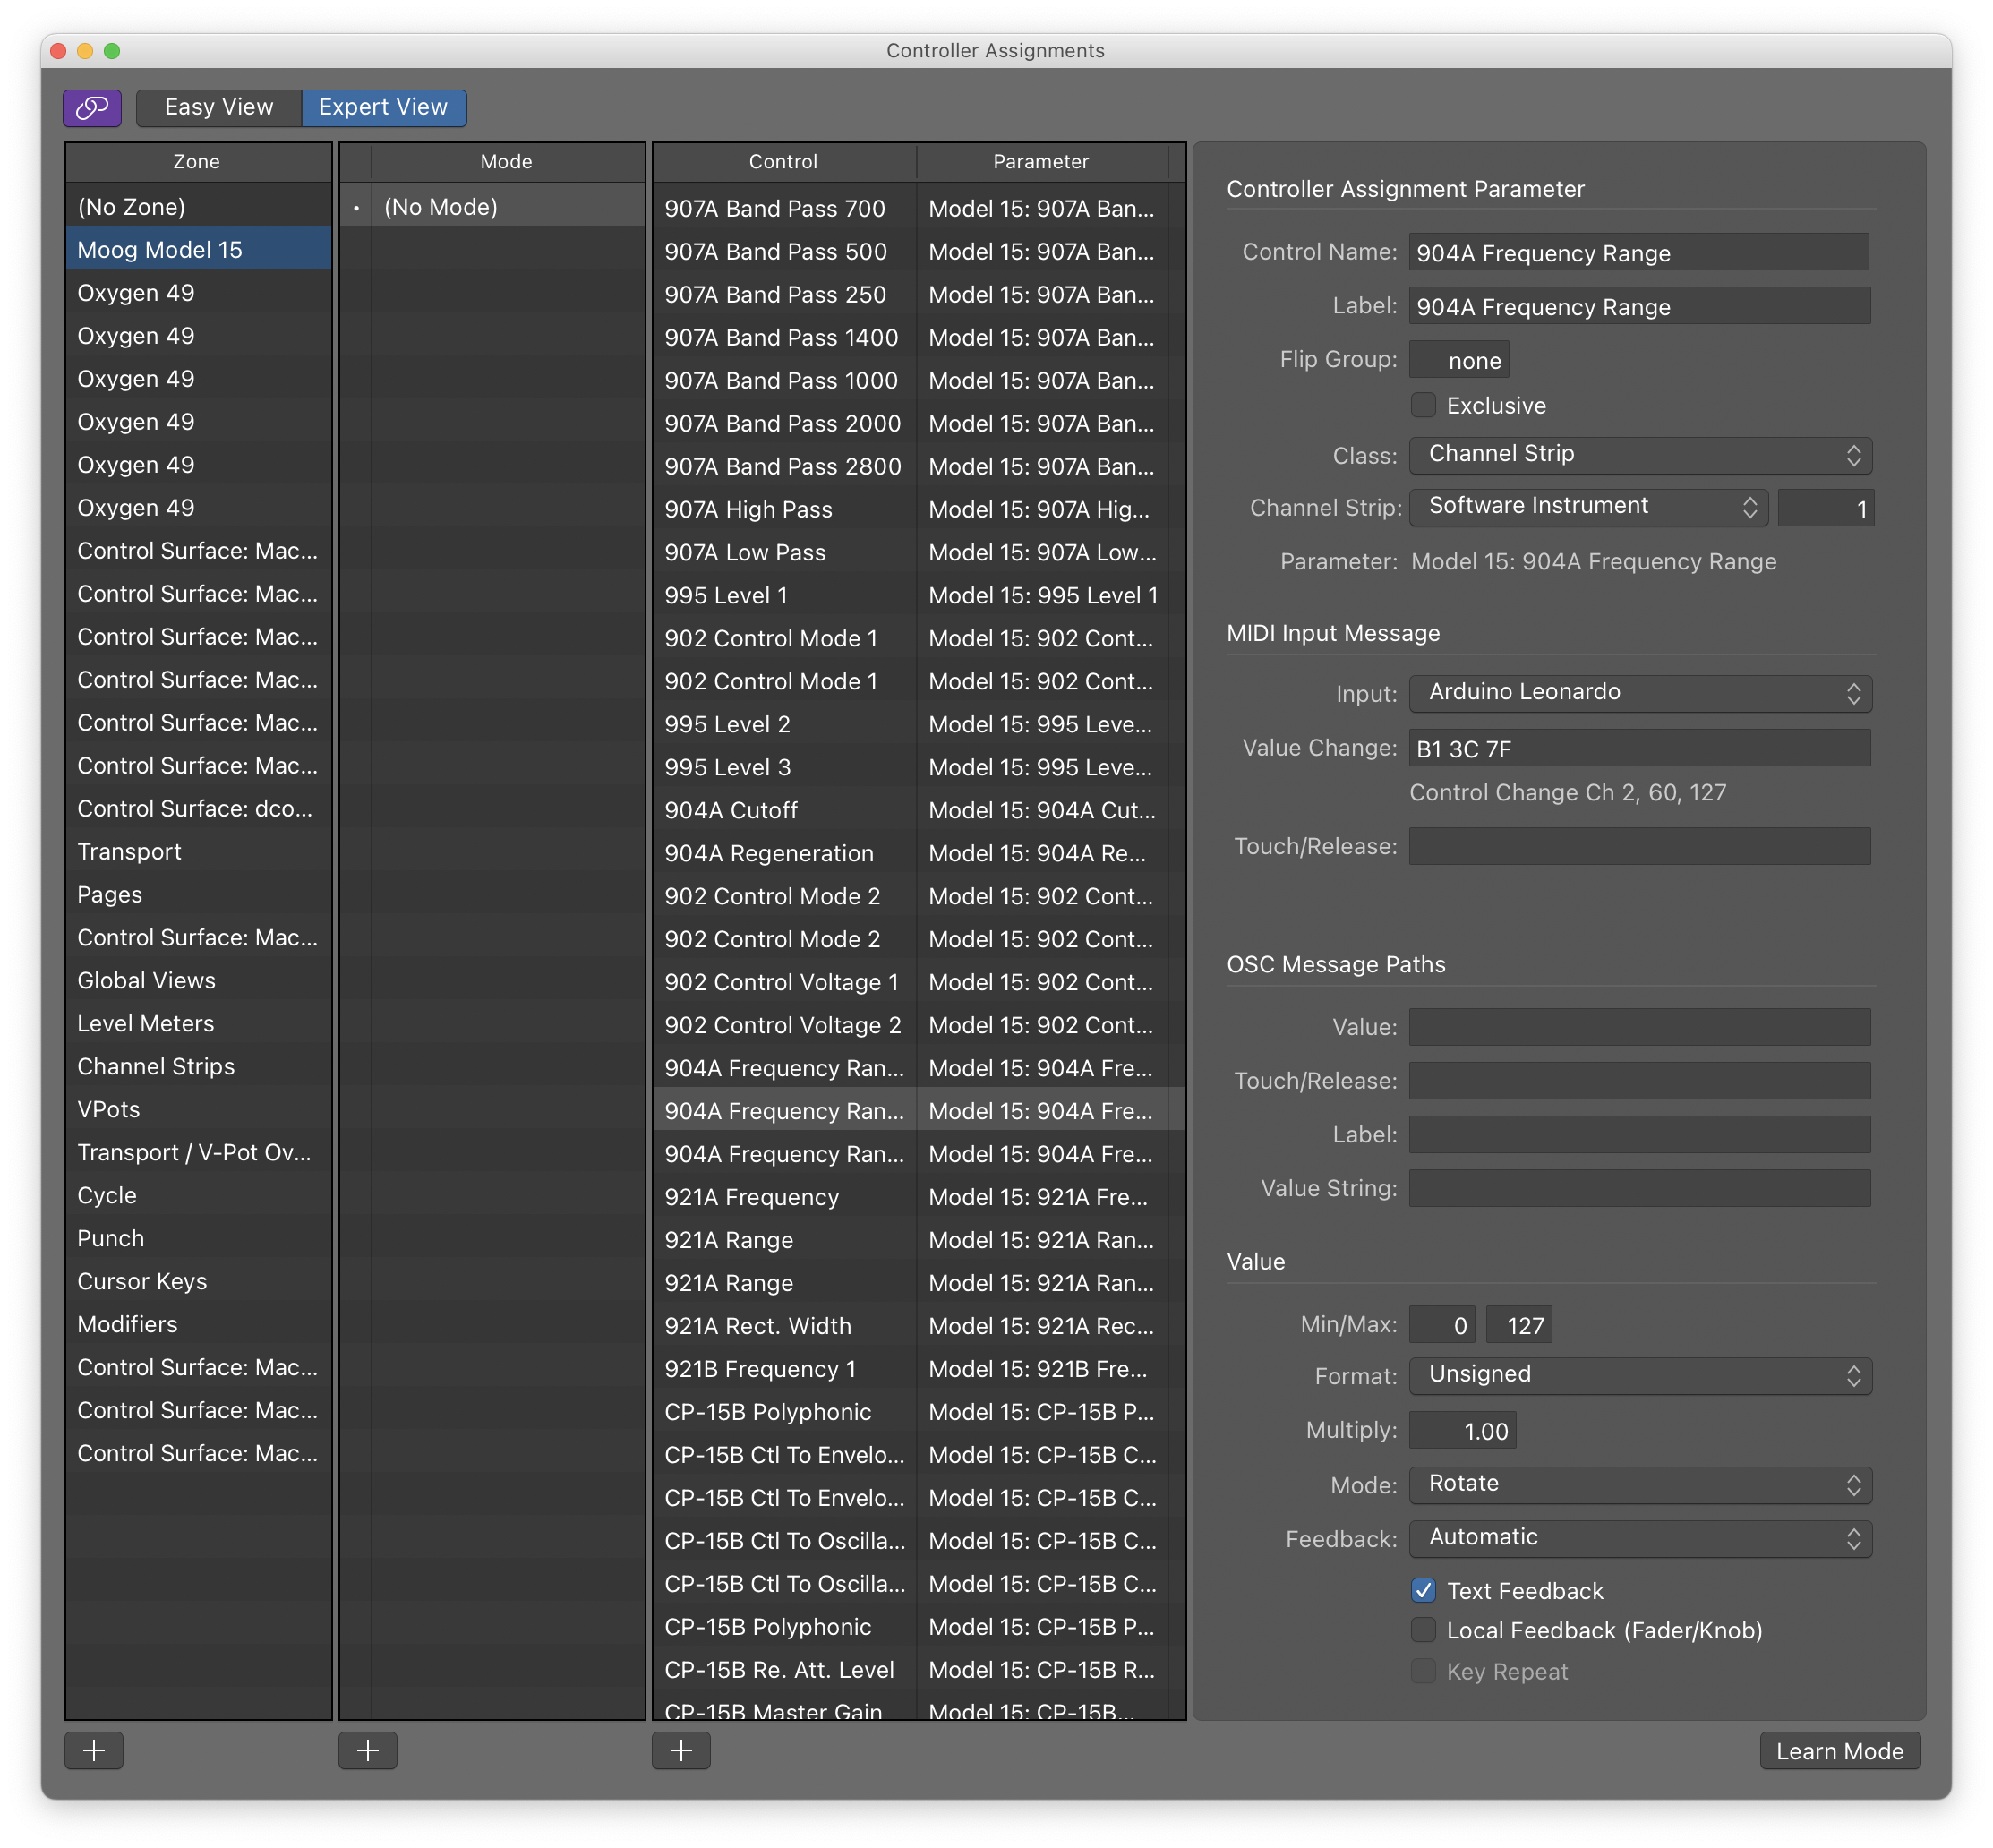 Controller Assignments
Easy View
Expert View
Zone
(No Zone)
Moog Model 15
Oxygen 49
Oxygen 49
Oxygen 49
Oxygen 49
Oxygen 49
Oxygen 49
Control Surface: Mac...
Control Surface: Mac...
Control Surface: Mac...
Control Surface: Mac...
Control Surface: Mac...
Control Surface: Mac...
Control Surface: dco...
Transport
Pages
Control Surface: Mac...
Global Views
Level Meters
Channel Strips
VPots
Transport / V-Pot Ov...
Cycle
Punch
Cursor Keys
Modifiers
Control Surface: Mac...
Control Surface: Mac...
Control Surface: Mac...
Mode
(No Mode)
Control Parameter
907A Band Pass 700 Model 15: 907A Ban...
907A Band Pass 500 Model 15: 907A Ban...
907A Band Pass 250 Model 15: 907A Ban...
907A Band Pass 1400 Model 15: 907A Ban...
907A Band Pass 1000 Model 15: 907A Ban...
907A Band Pass 2000 Model 15: 907A Ban...
907A Band Pass 2800 Model 15: 907A Ban...
907A High Pass Model 15: 907A Hig...
907A Low Pass Model 15: 907A Low...
995 Level 1 Model 15: 995 Level 1
902 Control Mode 1 Model 15: 902 Cont...
902 Control Mode 1 Model 15: 902 Cont...
995 Level 2 Model 15: 995 Leve...
995 Level 3 Model 15: 995 Leve...
904A Cutoff Model 15: 904A Cut...
904A Regeneration Model 15: 904A Re...
902 Control Mode 2 Model 15: 902 Cont...
902 Control Mode 2 Model 15: 902 Cont...
902 Control Voltage 1 Model 15: 902 Cont...
902 Control Voltage 2 Model 15: 902 Cont...
904A Frequency Ran... Model 15: 904A Fre...
904A Frequency Ran... Model 15: 904A Fre...
904A Frequency Ran... Model 15: 904A Fre...
921A Frequency Model 15: 921A Fre...
921A Range Model 15: 921A Ran...
921A Range Model 15: 921A Ran...
921A Rect. Width Model 15: 921A Rec...
921B Frequency 1 Model 15: 921B Fre...
CP-15B Polyphonic Model 15: CP-15B P...
CP-15B Ctl To Envelo... Model 15: CP-15B C...
CP-15B Ctl To Envelo... Model 15: CP-15B C...
CP-15B Ctl To Oscilla... Model 15: CP-15B C...
CP-15B Ctl To Oscilla... Model 15: CP-15B C...
CP-15B Polyphonic Model 15: CP-15B P...
CP-15B Re. Att. Level Model 15: CP-15B R...
CP-15B Master Gain Model 15: CP-15B...
Controller Assignment Parameter
Control Name: 904A Frequency Range
Label: 904A Frequency Range
Flip Group: none
Exclusive
Class: Channel Strip
Channel Strip: Software Instrument 1
Parameter: Model 15: 904A Frequency Range
MIDI Input Message
Input: Arduino Leonardo
Value Change: B1 3C 7F
Control Change Ch 2, 60, 127
Touch/Release:
OSC Message Paths
Value:
Touch/Release:
Label:
Value String:
Value
Min/Max: 0 127
Format: Unsigned
Multiply: 1.00
Mode: Rotate
Feedback: Automatic
Text Feedback
Local Feedback (Fader/Knob)
Key Repeat
Learn Mode